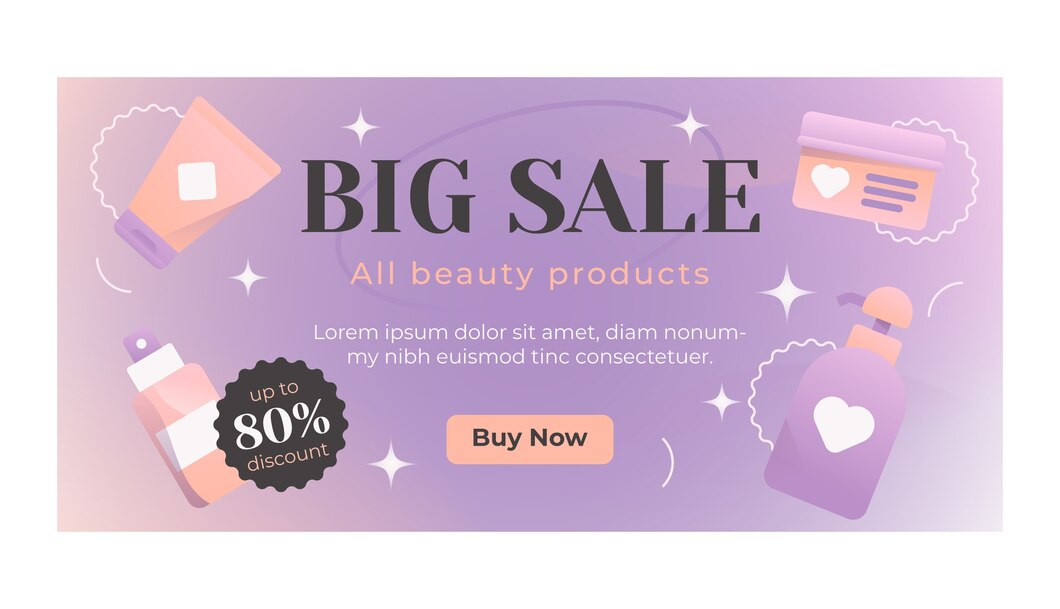 BIG SALE
All beauty products
Lorem ipsum dolor sit amet, diam nonum-
my nibh euismod tinc consectetuer.
up to
80%
discount
Buy Now